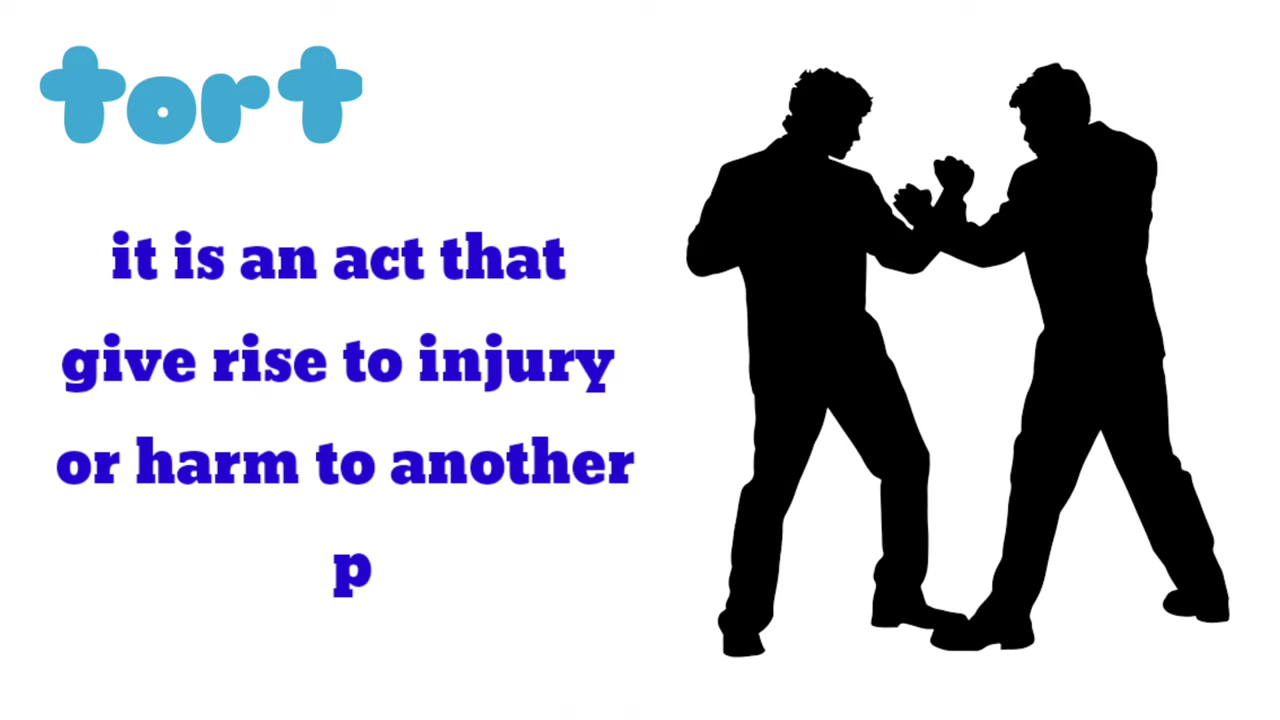 tort
it is an act that
give rise to injury
or harm to another
p